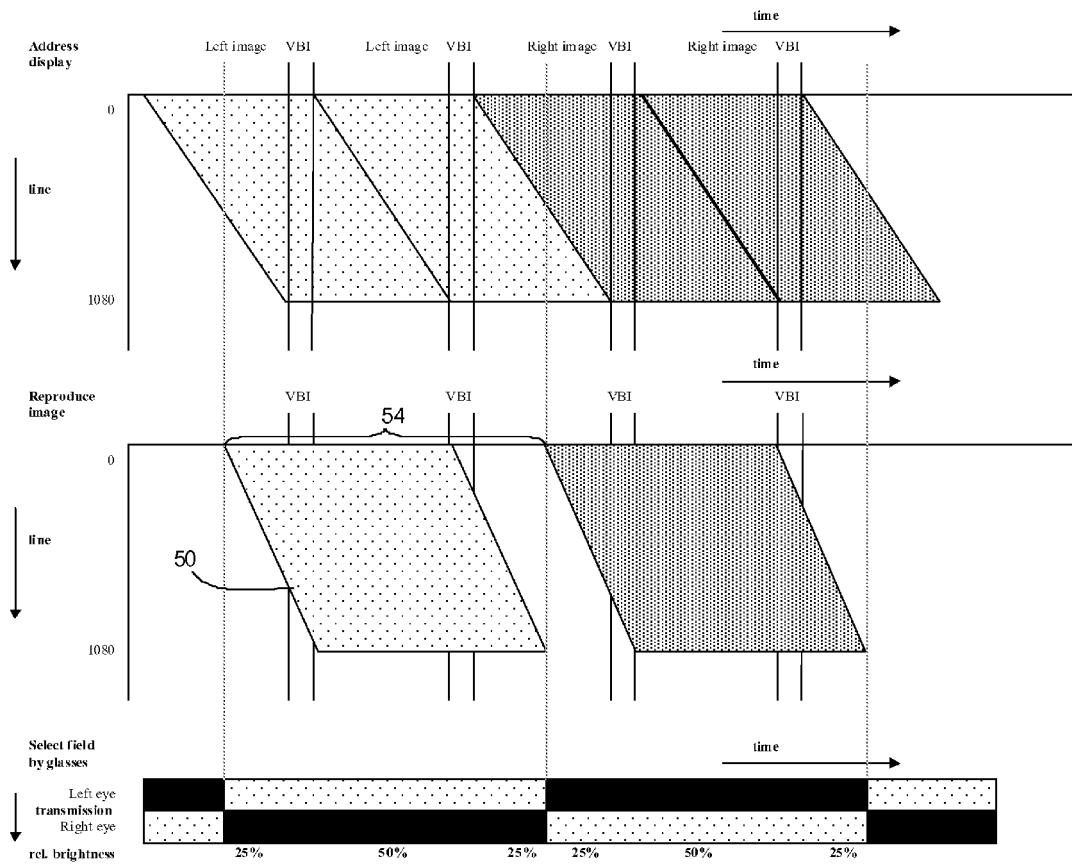 time
Address
display
Left image VBI Left image VBI Right image VBI Right image VBI
0
line
1080
time
Reproduce
image
VBI VBI VBI VBI
54
0
line
50
1080
Select field
by glasses
time
Left eye
transmission
Right eye
rel. brightness 25% 50% 25% 25% 50% 25%